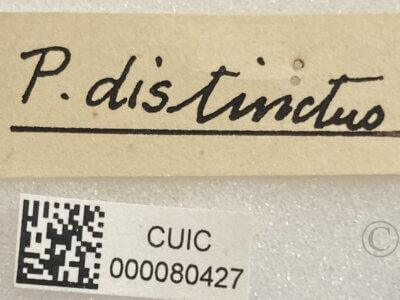 P. distinctus
CUIC
000080427
©